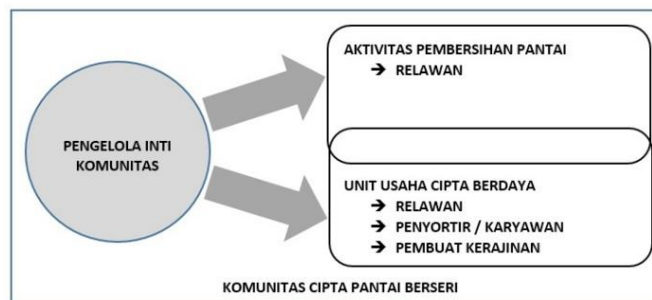 PENGELOLA INTI
KOMUNITAS
AKTIVITAS PEMBERSIHAN PANTAI
➔ RELAWAN
UNIT USAHA CIPTA BERDAYA
➔ RELAWAN
➔ PENYORTIR / KARYAWAN
➔ PEMBUAT KERAJINAN
KOMUNITAS CIPTA PANTAI BERSERI